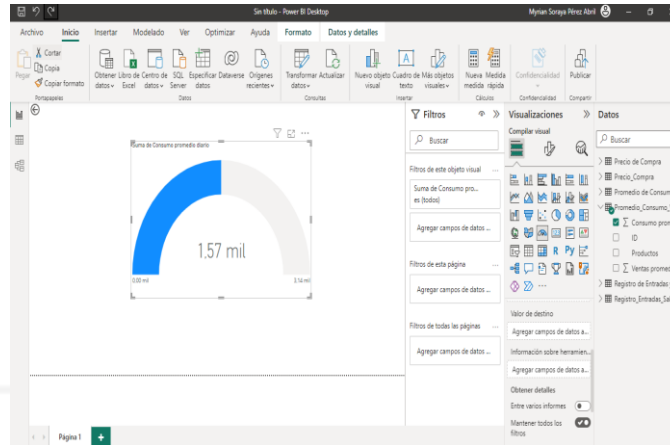 Sin título - Power BI Desktop
Myrian Soraya Pérez Abril
Archivo Inicio Insertar Modelado Ver Optimizar Ayuda Formato Datos y detalles
Pegar
Cortar
Copia
Copiar formato
Portapapeles
Obtener datos
Libro de Excel
Centro de datos
SQL Server
Especificar datos
Dataverse
Orígenes recientes
Datos
Transformar datos
Actualizar
Consultas
Nuevo objeto visual
Cuadro de texto
Más objetos visuales
Insertar
Nueva medida
Medida rápida
Cálculos
Confidencialidad
Confidencialidad
Publicar
Compartir
Suma de Consumo promedio diario
1,57 mil
0,00 mil
3,14 mil
Filtros
Buscar
Filtros de este objeto visual ...
Suma de Consumo pro...
es (todos)
Agregar campos de datos ...
Filtros de esta página ...
Agregar campos de datos ...
Filtros de todas las páginas ...
Agregar campos de datos ...
Visualizaciones
Compilar visual
R Py
Valor de destino
Agregar campos de datos a...
Información sobre herramien...
Agregar campos de datos a...
Obtener detalles
Entre varios informes
Mantener todos los
filtros
Datos
Buscar
Precio de Compra
Precio_Compra
Promedio de Consum
Promedio_Consumo_
Consumo prom
ID
Productos
Ventas promed
Registro de Entradas
Registro_Entradas_Sal
Página 1